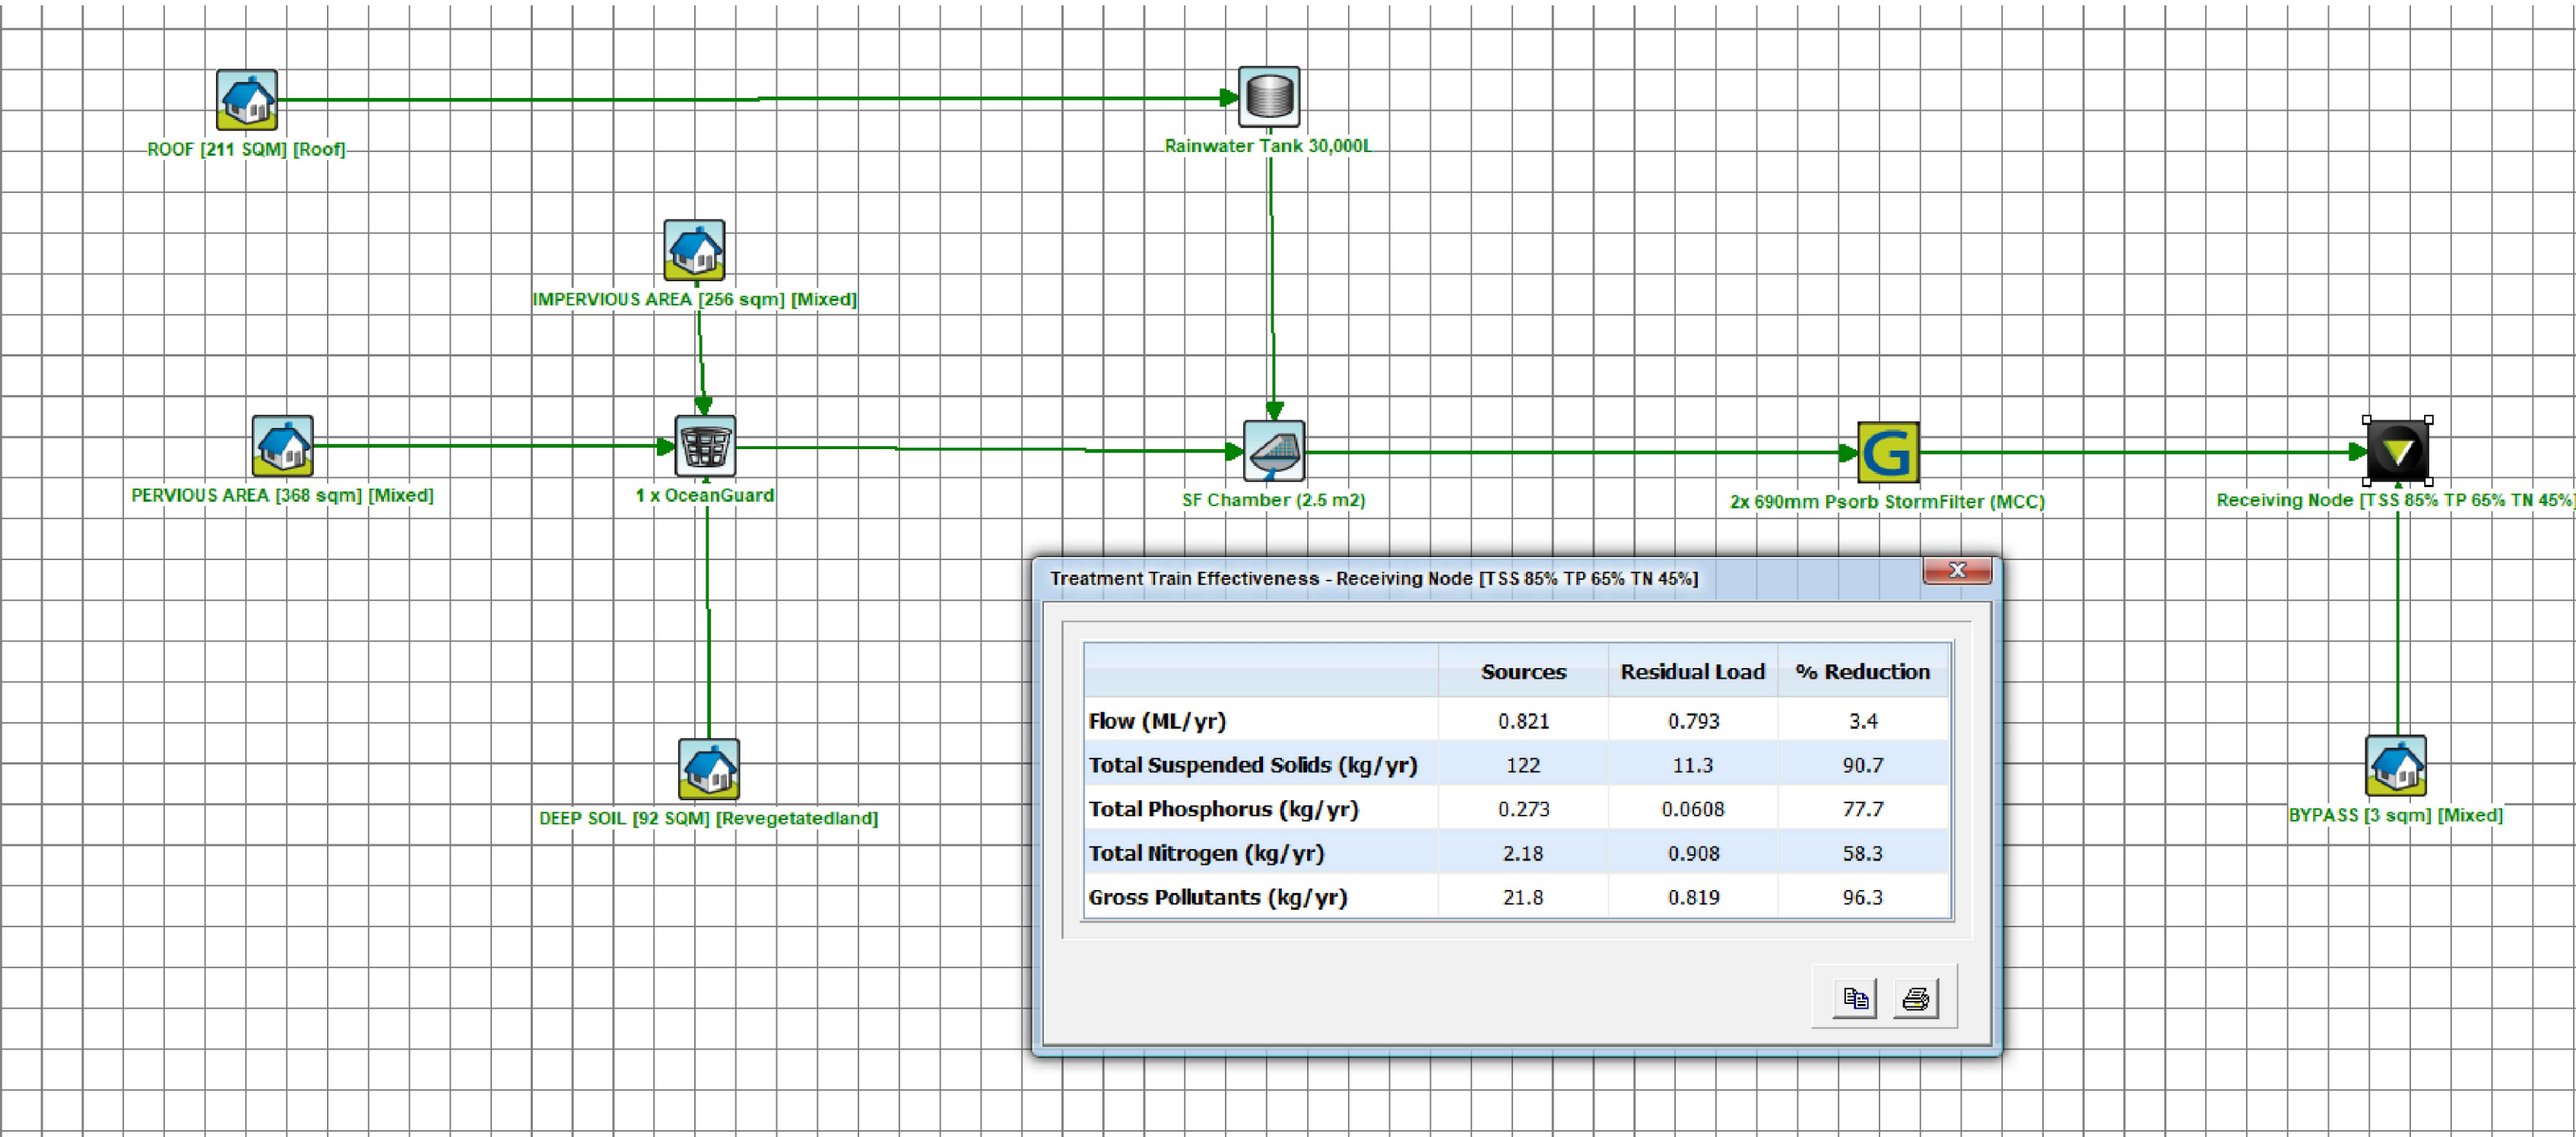 ROOF [211 SQM] [Roof]
Rainwater Tank 30,000L
IMPERVIOUS AREA [256 sqm] [Mixed]
PERVIOUS AREA [368 sqm] [Mixed]
1 x OceanGuard
SF Chamber (2.5 m2)
G
2x 690mm Psorb StormFilter (MCC)
Receiving Node [TSS 85% TP 65% TN 45%]
DEEP SOIL [92 SQM] [Revegetatedland]
BYPASS [3 sqm] [Mixed]
Treatment Train Effectiveness - Receiving Node [TSS 85% TP 65% TN 45%]
Sources Residual Load % Reduction
Flow (ML/yr) 0.821 0.793 3.4
Total Suspended Solids (kg/yr) 122 11.3 90.7
Total Phosphorus (kg/yr) 0.273 0.0608 77.7
Total Nitrogen (kg/yr) 2.18 0.908 58.3
Gross Pollutants (kg/yr) 21.8 0.819 96.3